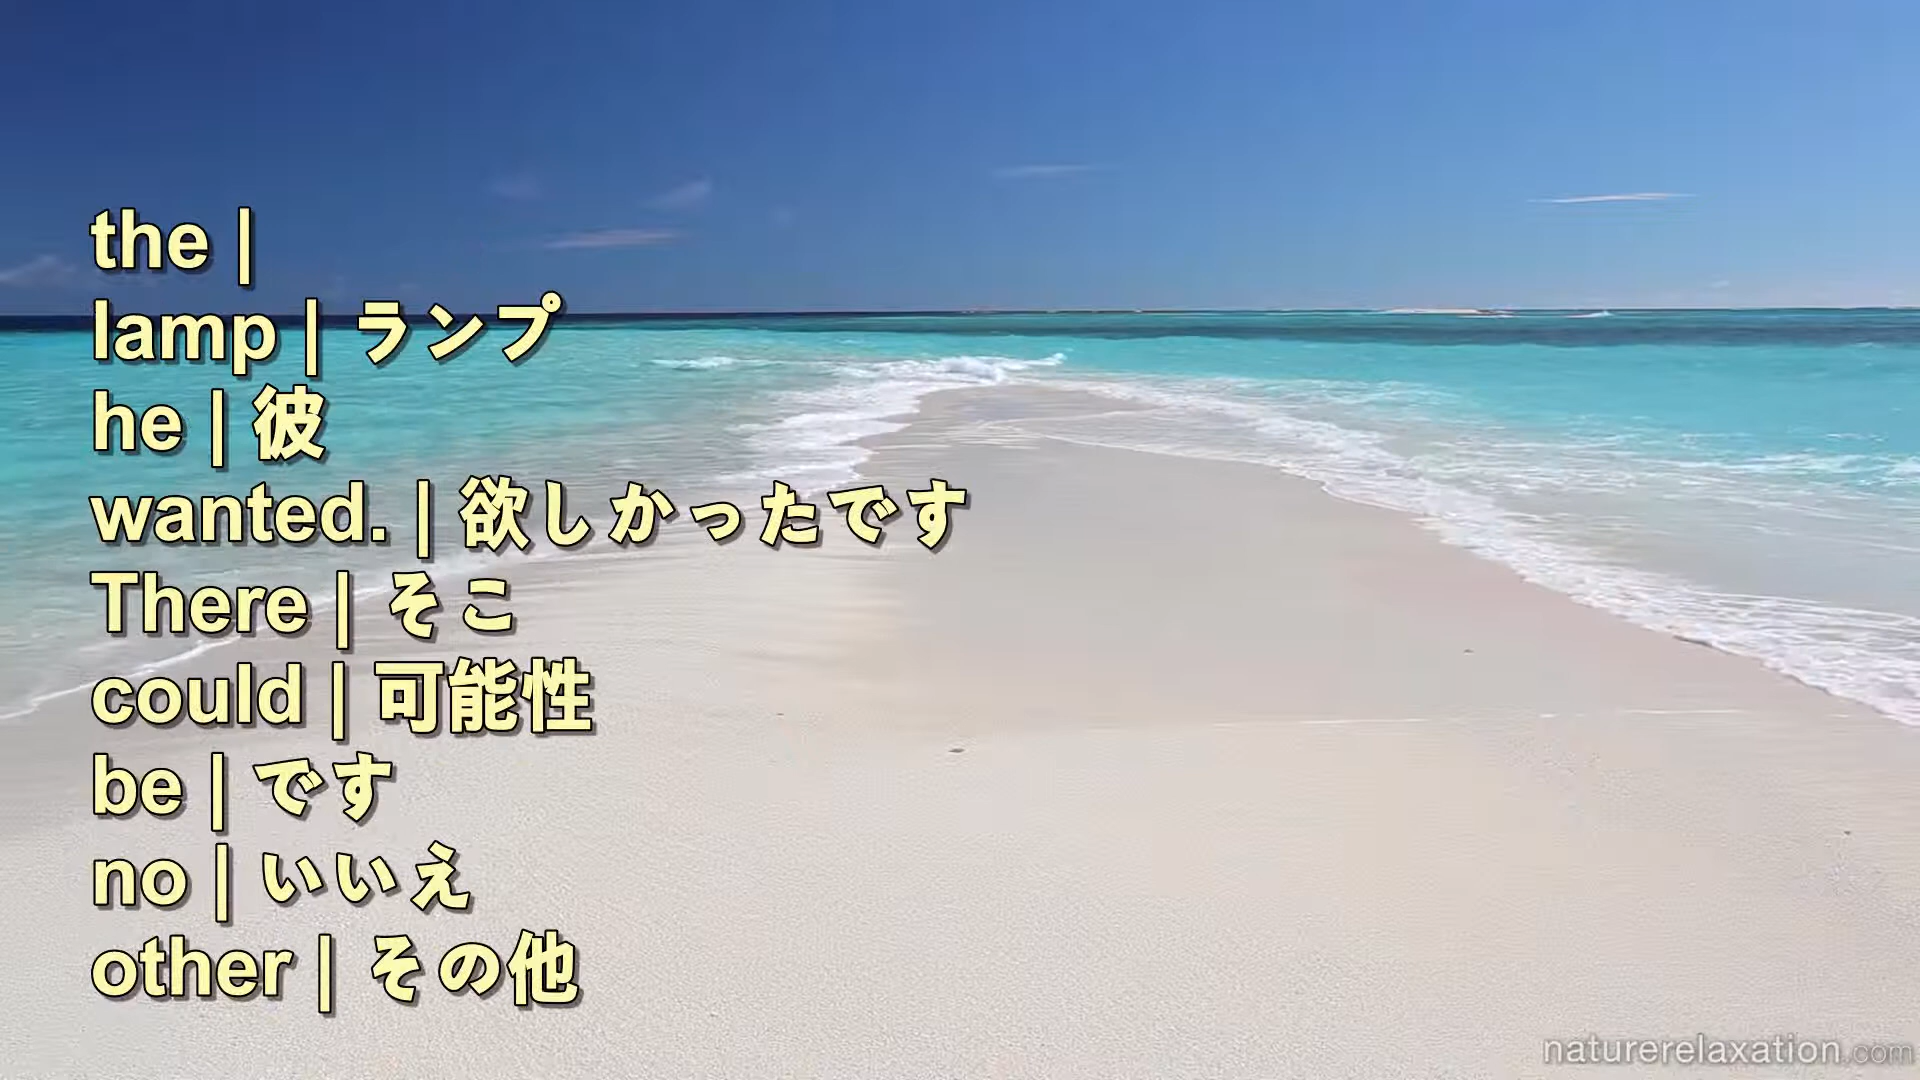 the |
lamp | ランプ
he | 彼
wanted. | 欲しかったです
There | そこ
could | 可能性
be | です
no | いいえ
other | その他
naturerelaxation.com